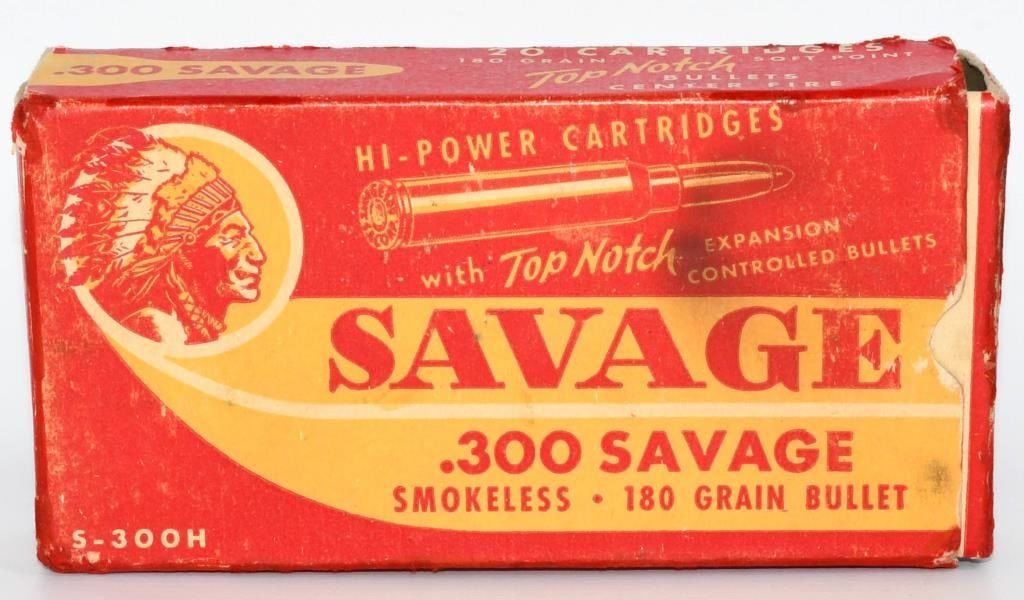 20 CARTRIDGES
.300 SAVAGE
180 GRAIN SOFT POINT
Top Notch BULLETS
CENTER FIRE
HI-POWER CARTRIDGES
with Top Notch EXPANSION
CONTROLLED BULLETS
SAVAGE
.300 SAVAGE
SMOKELESS • 180 GRAIN BULLET
S-300H